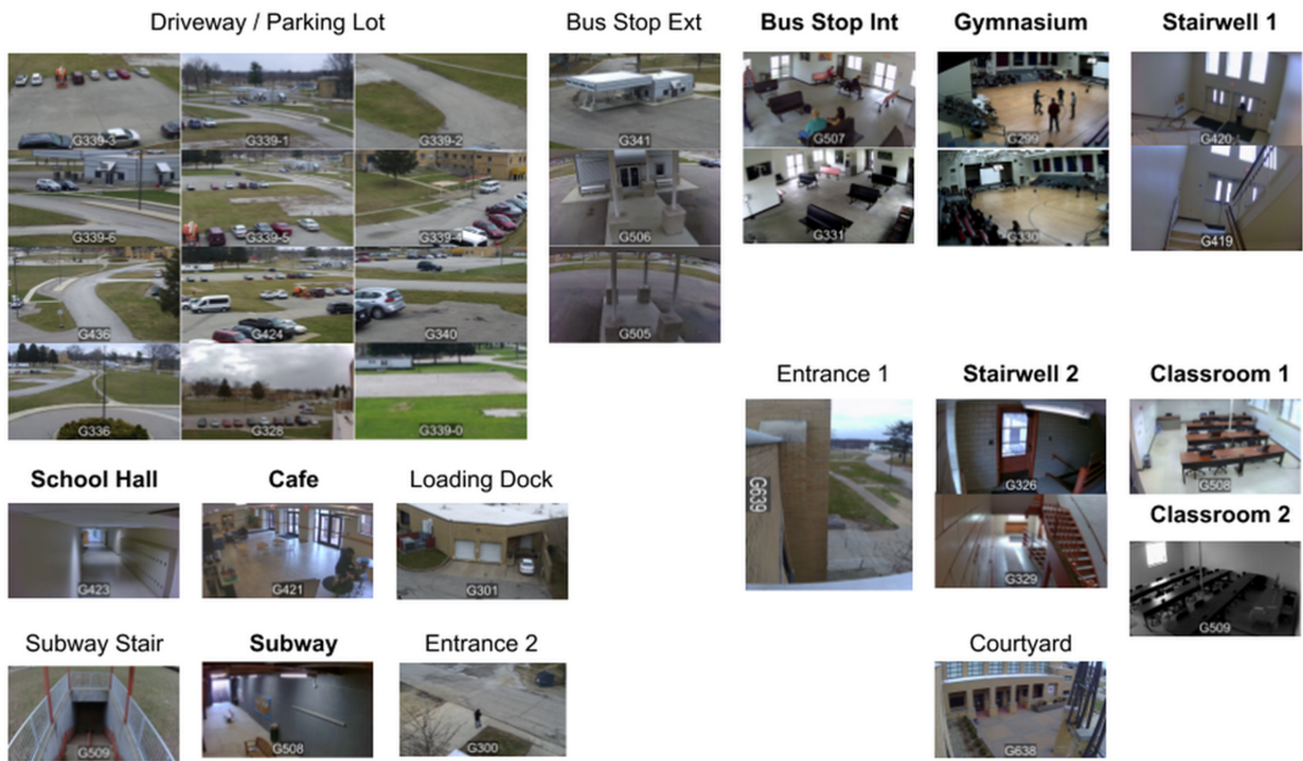 Driveway / Parking Lot
Bus Stop Ext
Bus Stop Int
Gymnasium
Stairwell 1
G339-3
G339-1
G339-2
G341
G507
G299
G420
G339-6
G339-5
G339-4
G506
G331
G330
G419
G436
G424
G340
G505
G336
G328
G339-0
Entrance 1
Stairwell 2
Classroom 1
G639
G326
G508
School Hall
Cafe
Loading Dock
Classroom 2
G423
G421
G301
G329
G509
Subway Stair
Subway
Entrance 2
Courtyard
G509
G508
G300
G638